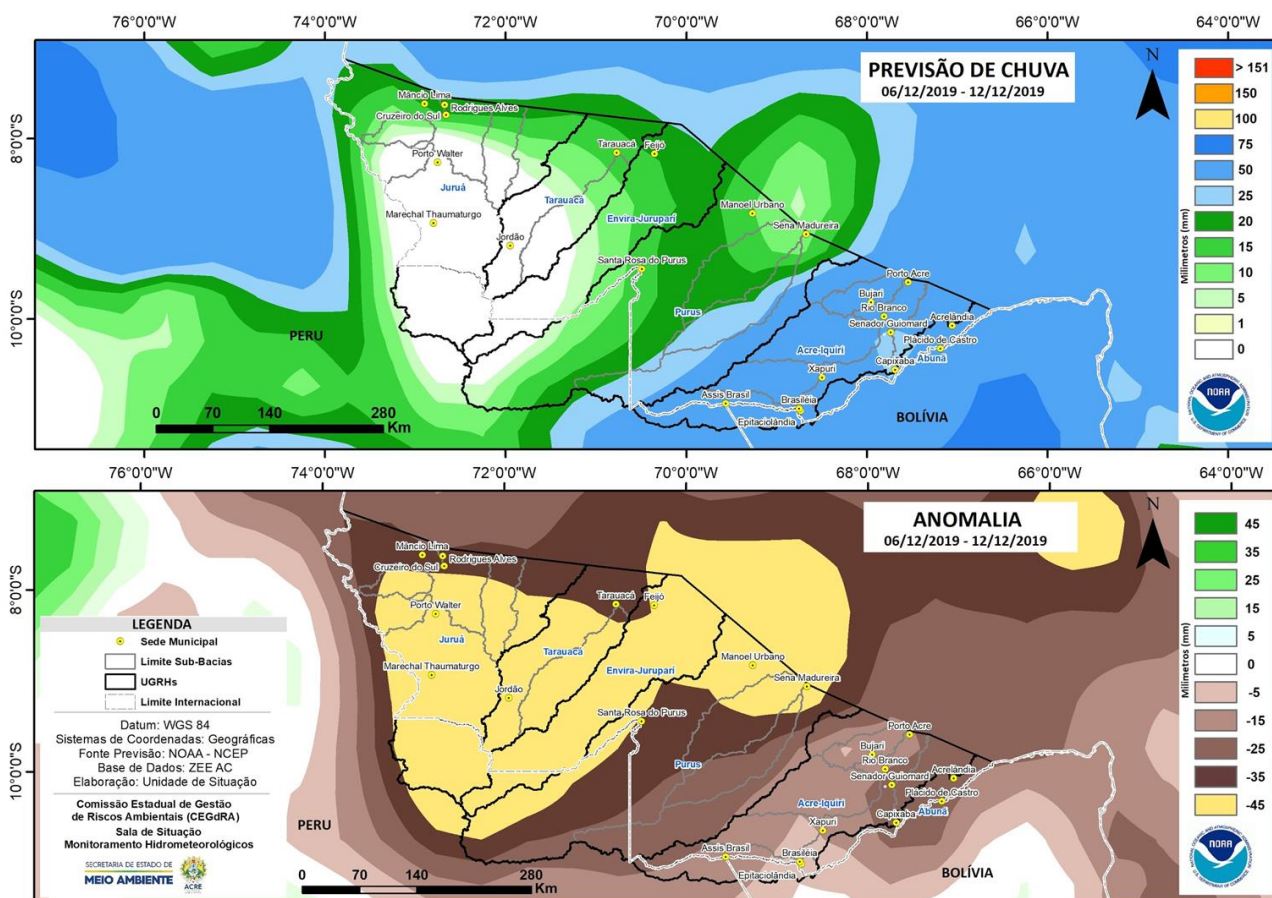 76°0'0"W
74°0'0"W
72°0'0"W
70°0'0"W
68°0'0"W
66°0'0"W
64°0'0"W
8°0'0"S
10°0'0"S
PREVISÃO DE CHUVA
06/12/2019 - 12/12/2019
N
Milímetros (mm)
> 151
150
100
75
50
25
20
15
10
5
1
0
NOAA
Mâncio Lima
Rodrigues Alves
Cruzeiro do Sul
Porto Walter
Juruá
Marechal Thaumaturgo
Jordão
Tarauacá
Feijó
Tarauacá
Envira-Jurupari
Santa Rosa do Purus
Manoel Urbano
Sena Madureira
Purus
Porto Acre
Bujari
Rio Branco
Senador Guiomard
Acrelândia
Plácido de Castro
Acre-Iquiri
Abunã
Capixaba
Xapuri
Assis Brasil
Brasiléia
Epitaciolândia
PERU
BOLÍVIA
0 70 140 280
Km
76°0'0"W
74°0'0"W
72°0'0"W
70°0'0"W
68°0'0"W
66°0'0"W
64°0'0"W
8°0'0"S
10°0'0"S
ANOMALIA
06/12/2019 - 12/12/2019
N
Milímetros (mm)
45
35
25
15
5
0
-5
-15
-25
-35
-45
NOAA
Mâncio Lima
Rodrigues Alves
Cruzeiro do Sul
Porto Walter
Juruá
Marechal Thaumaturgo
Jordão
Tarauacá
Feijó
Tarauacá
Envira-Jurupari
Santa Rosa do Purus
Manoel Urbano
Sena Madureira
Purus
Porto Acre
Bujari
Rio Branco
Senador Guiomard
Acrelândia
Plácido de Castro
Acre-Iquiri
Abunã
Capixaba
Xapuri
Assis Brasil
Brasiléia
Epitaciolândia
PERU
BOLÍVIA
0 70 140 280
Km
LEGENDA
Sede Municipal
Limite Sub-Bacias
UGRHs
Limite Internacional
Datum: WGS 84
Sistemas de Coordenadas: Geográficas
Fonte Previsão: NOAA - NCEP
Base de Dados: ZEE AC
Elaboração: Unidade de Situação
Comissão Estadual de Gestão
de Riscos Ambientais (CEGdRA)
Sala de Situação
Monitoramento Hidrometeorológicos
SECRETARIA DE ESTADO DE
MEIO AMBIENTE
ACRE